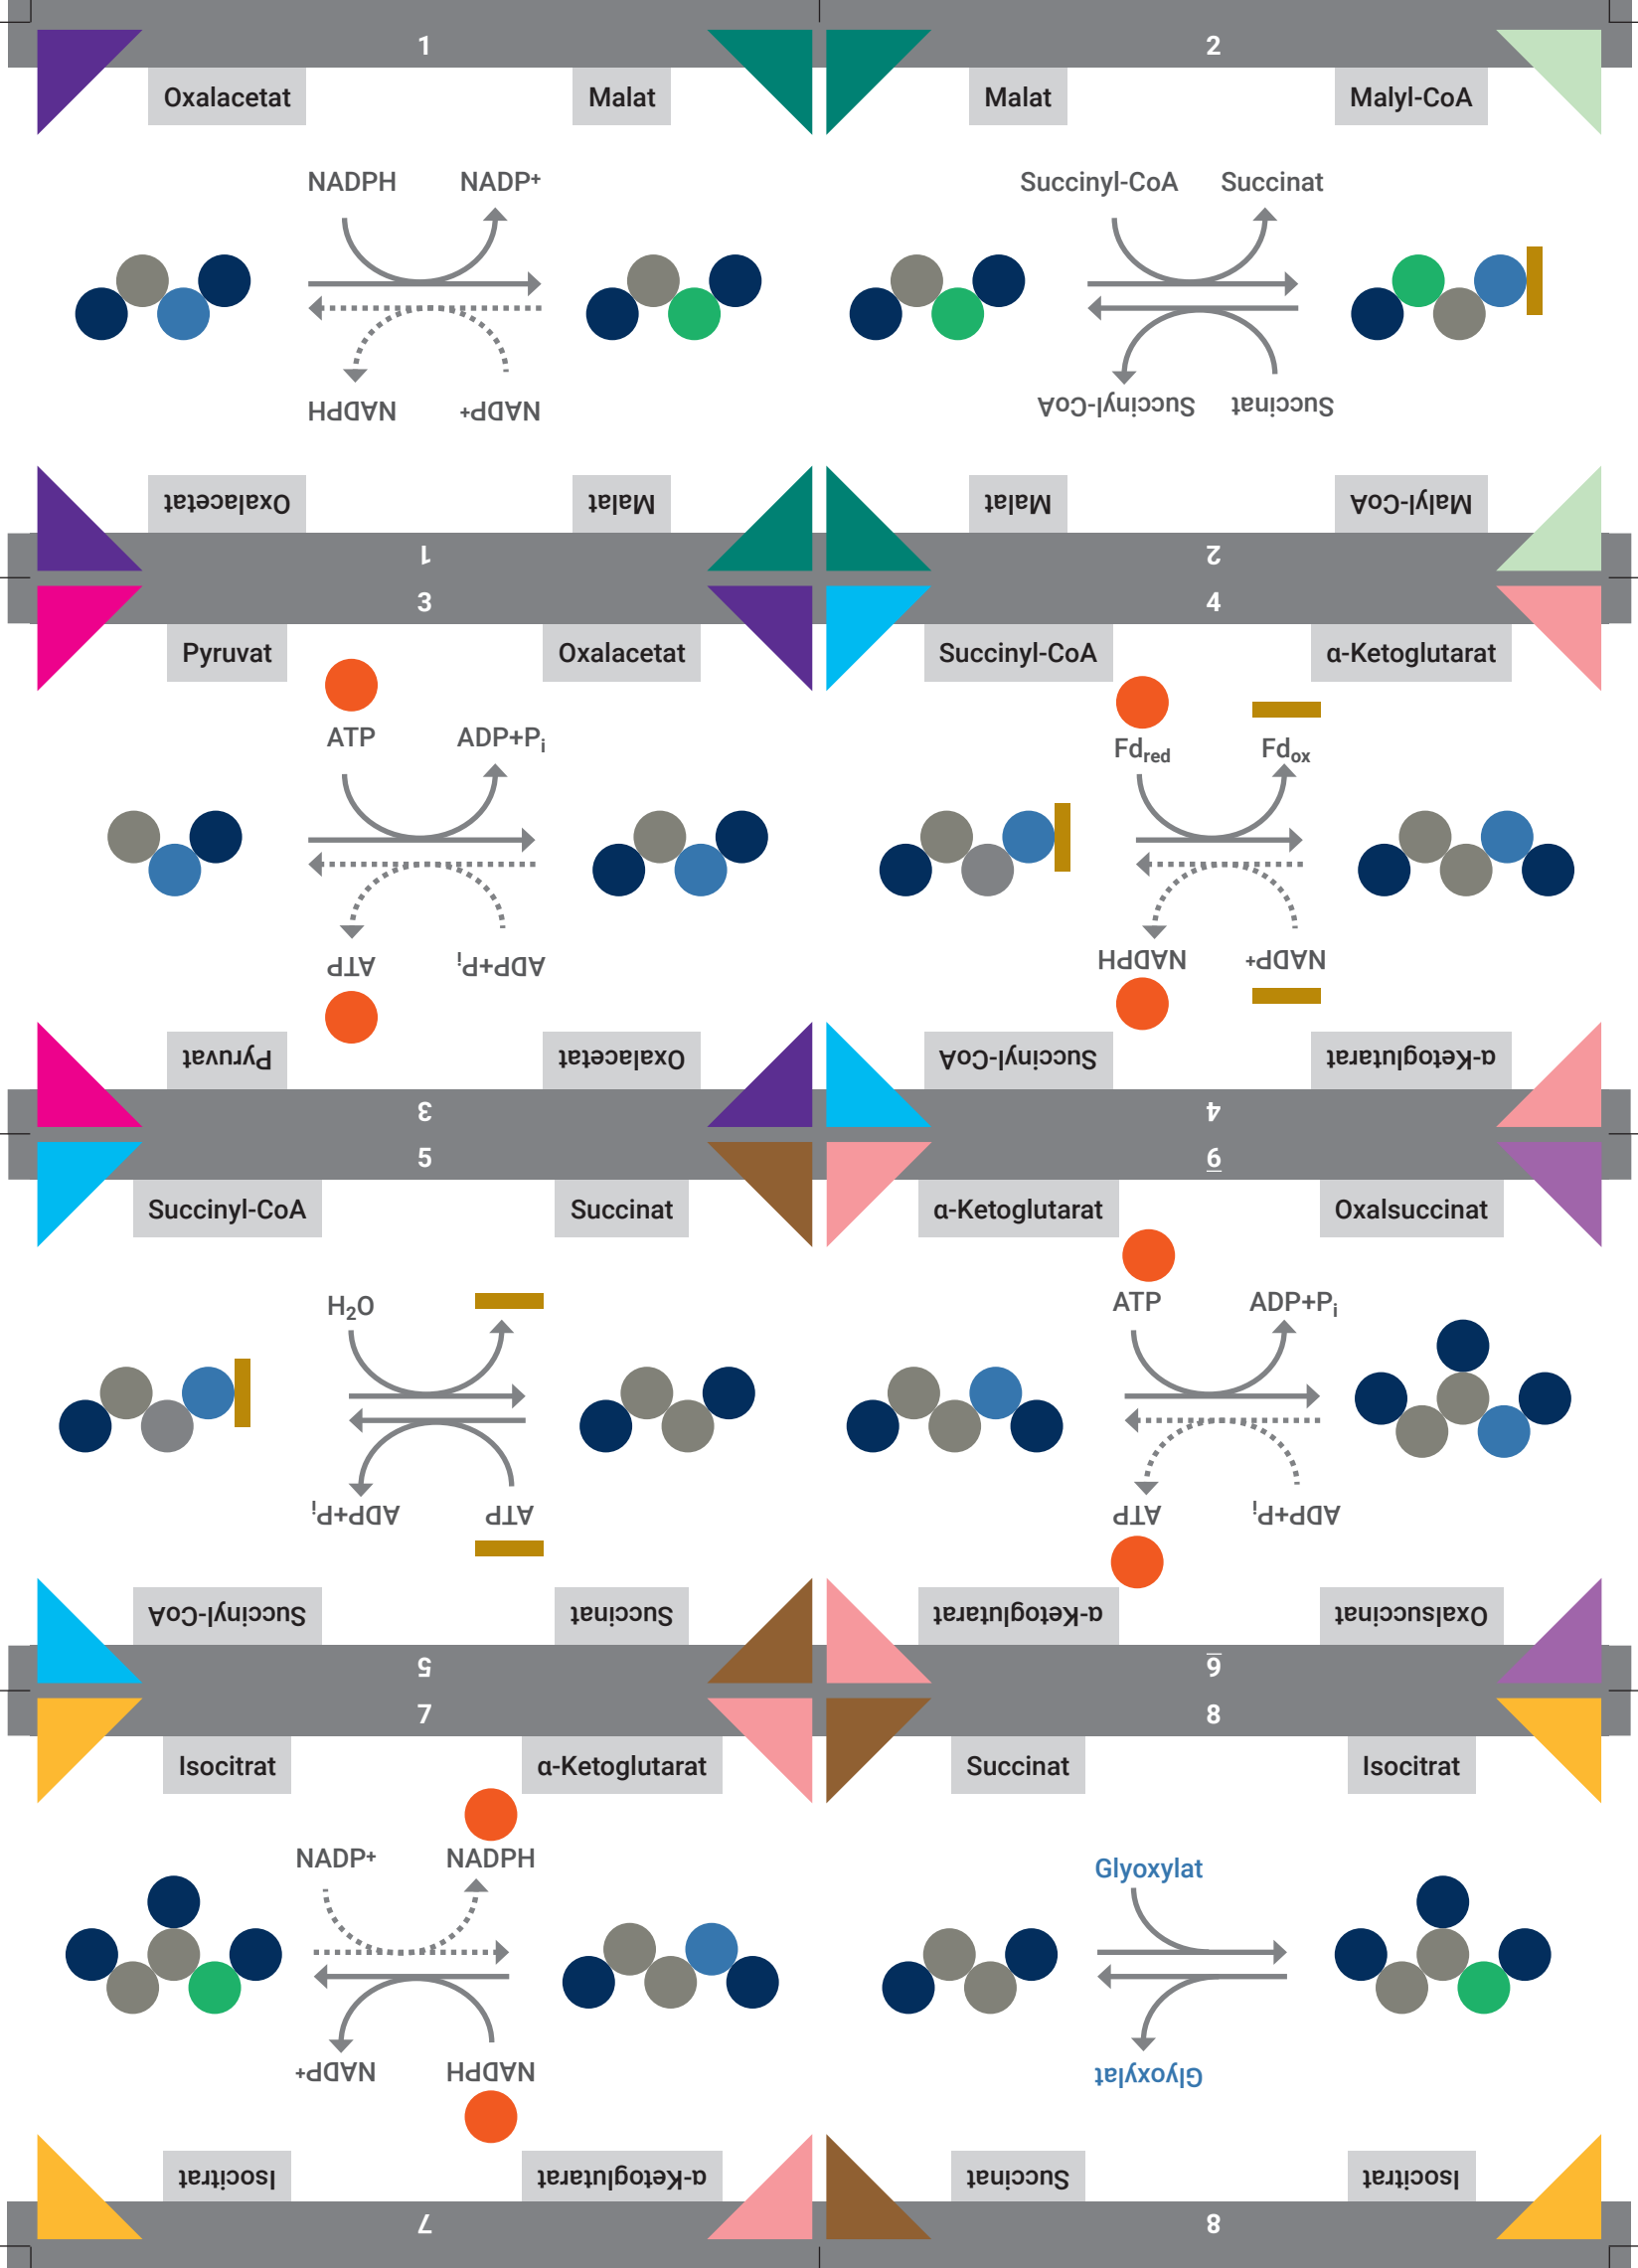 1
Oxalacetat
Malat
NADPH
NADP+
NADPH
NADP+
Oxalacetat
Malat
1
2
Malat
Malyl-CoA
Succinyl-CoA
Succinat
Succinyl-CoA
Succinat
Malat
Malyl-CoA
2
3
Pyruvat
Oxalacetat
ATP
ADP+Pi
ATP
ADP+Pi
Pyruvat
Oxalacetat
3
4
Succinyl-CoA
α-Ketoglutarat
Fdred
Fdox
NADPH
NADP+
Succinyl-CoA
α-Ketoglutarat
4
5
Succinyl-CoA
Succinat
H2O
ADP+Pi
ATP
Succinyl-CoA
Succinat
5
6
α-Ketoglutarat
Oxalsuccinat
ATP
ADP+Pi
ATP
ADP+Pi
α-Ketoglutarat
Oxalsuccinat
6
7
Isocitrat
α-Ketoglutarat
NADP+
NADPH
NADP+
NADPH
Isocitrat
α-Ketoglutarat
7
8
Succinat
Isocitrat
Glyoxylat
Glyoxylat
Succinat
Isocitrat
8